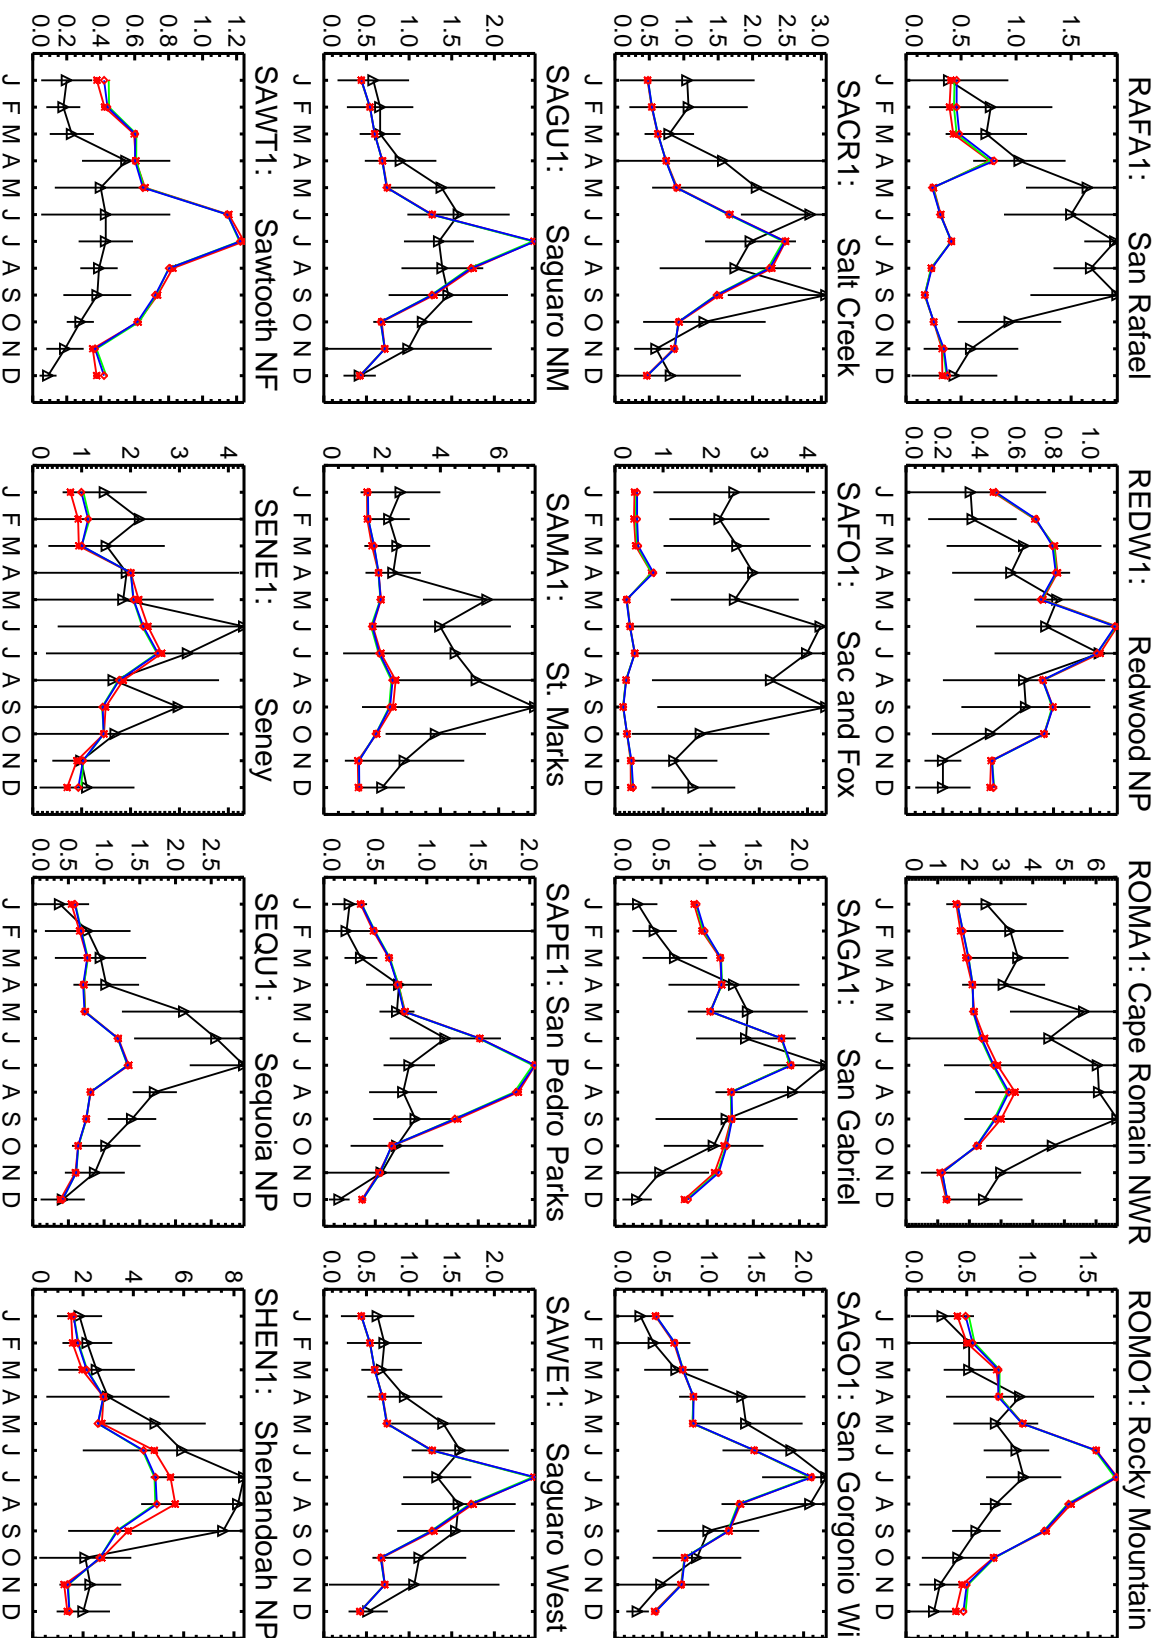 RAFA1: San Rafael
1.5
1.0
0.5
0.0
J F M A M J J A S O N D
REDW1: Redwood NP
1.0
0.8
0.6
0.4
0.2
0.0
J F M A M J J A S O N D
ROMA1: Cape Romain NWR
6
5
4
3
2
1
0
J F M A M J J A S O N D
ROMO1: Rocky Mountain
1.5
1.0
0.5
0.0
J F M A M J J A S O N D
SACR1: Salt Creek
3.0
2.5
2.0
1.5
1.0
0.5
0.0
J F M A M J J A S O N D
SAFO1: Sac and Fox
4
3
2
1
0
J F M A M J J A S O N D
SAGA1: San Gabriel
2.0
1.5
1.0
0.5
0.0
J F M A M J J A S O N D
SAGO1: San Gorgonio Wi
2.0
1.5
1.0
0.5
0.0
J F M A M J J A S O N D
SAGU1: Saguaro NM
2.0
1.5
1.0
0.5
0.0
J F M A M J J A S O N D
SAMA1: St. Marks
6
4
2
0
J F M A M J J A S O N D
SAPE1: San Pedro Parks
2.0
1.5
1.0
0.5
0.0
J F M A M J J A S O N D
SAWE1: Saguaro West
2.0
1.5
1.0
0.5
0.0
J F M A M J J A S O N D
SAWT1: Sawtooth NF
1.2
1.0
0.8
0.6
0.4
0.2
0.0
J F M A M J J A S O N D
SENE1: Seney
4
3
2
1
0
J F M A M J J A S O N D
SEQU1: Sequoia NP
2.5
2.0
1.5
1.0
0.5
0.0
J F M A M J J A S O N D
SHEN1: Shenandoah NP
8
6
4
2
0
J F M A M J J A S O N D